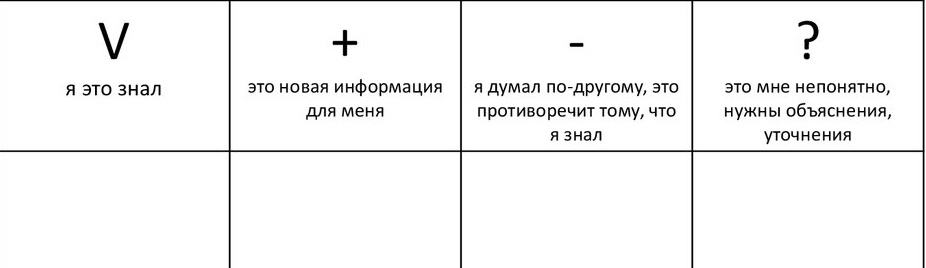 V
я это знал
+
это новая информация
для меня
-
я думал по-другому, это
противоречит тому, что
я знал
?
это мне непонятно,
нужны объяснения,
уточнения